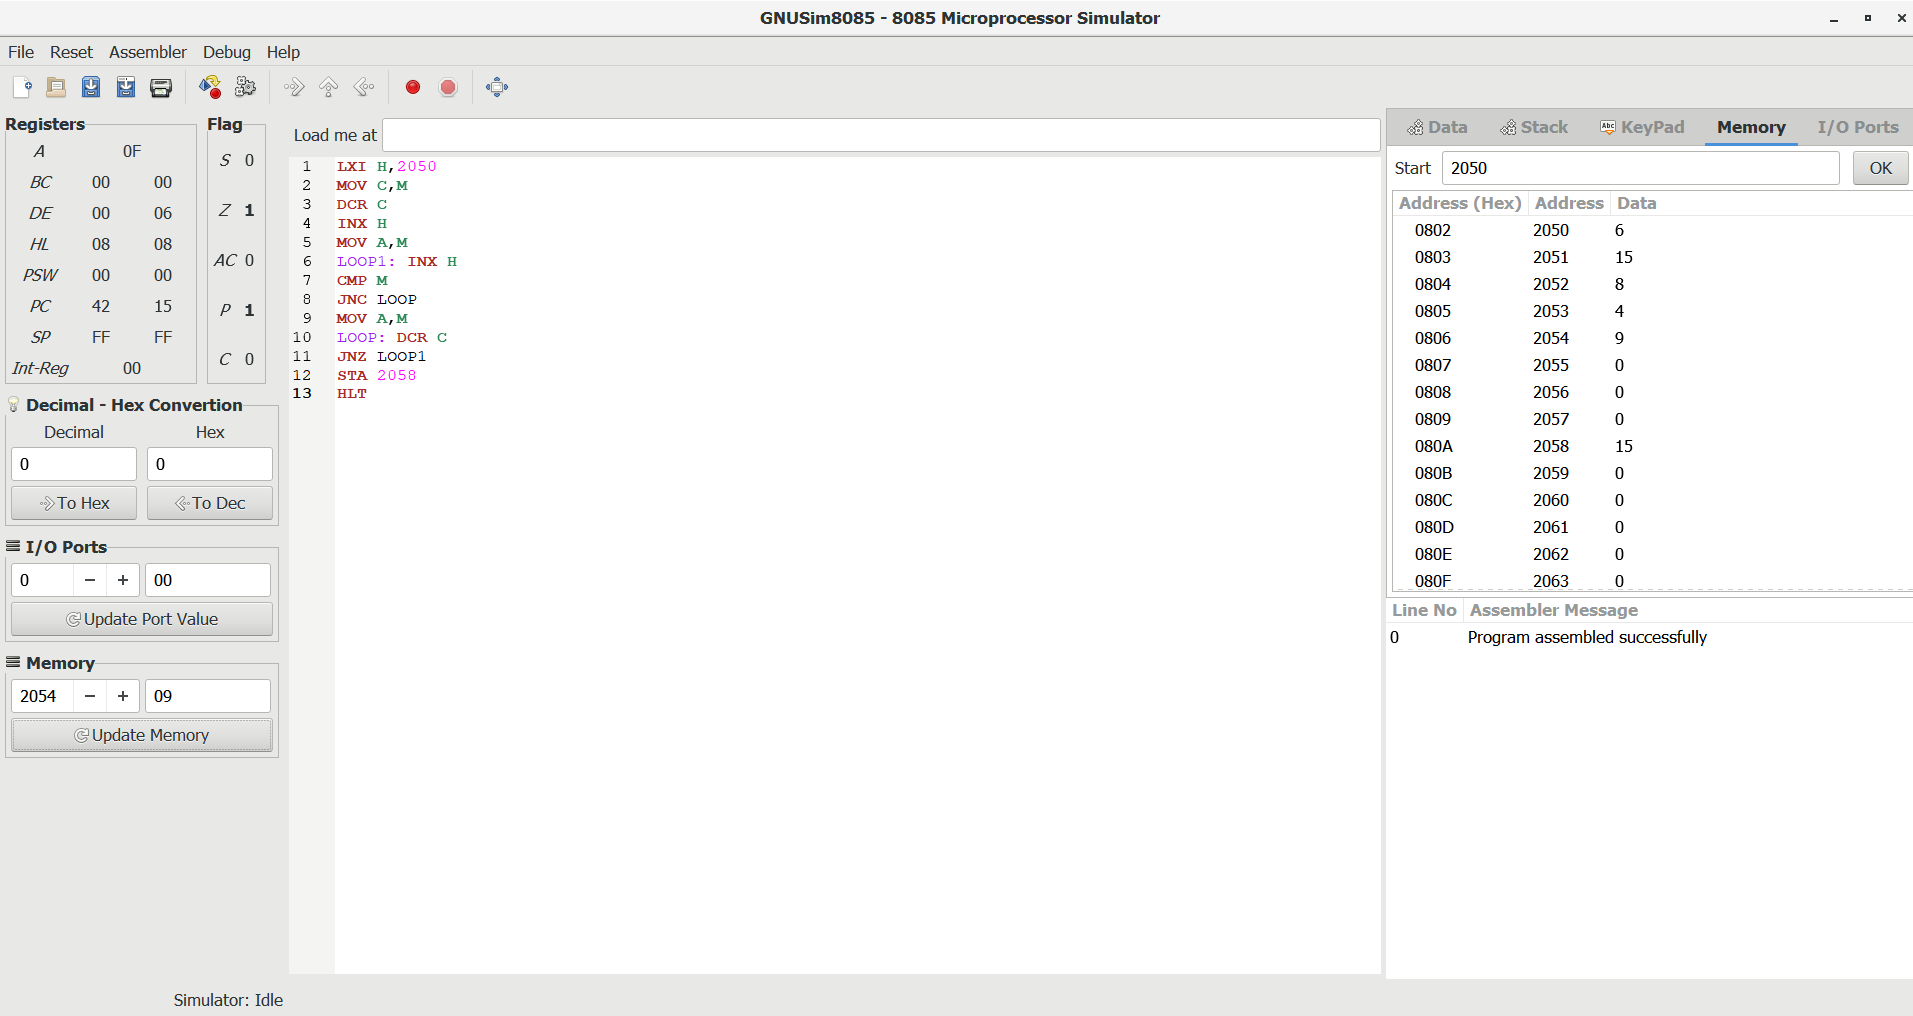 GNUSim8085 - 8085 Microprocessor Simulator
File Reset Assembler Debug Help
Registers
A 0F
BC 00 00
DE 00 06
HL 08 08
PSW 00 00
PC 42 15
SP FF FF
Int-Reg 00
Flag
S 0
Z 1
AC 0
P 1
C 0
Decimal - Hex Convertion
Decimal Hex
0 0
To Hex To Dec
I/O Ports
0 − + 00
Update Port Value
Memory
2054 − + 09
Update Memory
Load me at
1 LXI H,2050
2 MOV C,M
3 DCR C
4 INX H
5 MOV A,M
6 LOOP1: INX H
7 CMP M
8 JNC LOOP
9 MOV A,M
10 LOOP: DCR C
11 JNZ LOOP1
12 STA 2058
13 HLT
Data Stack Abc KeyPad Memory I/O Ports
Start 2050 OK
Address (Hex) Address Data
0802 2050 6
0803 2051 15
0804 2052 8
0805 2053 4
0806 2054 9
0807 2055 0
0808 2056 0
0809 2057 0
080A 2058 15
080B 2059 0
080C 2060 0
080D 2061 0
080E 2062 0
080F 2063 0
Line No Assembler Message
0 Program assembled successfully
Simulator: Idle